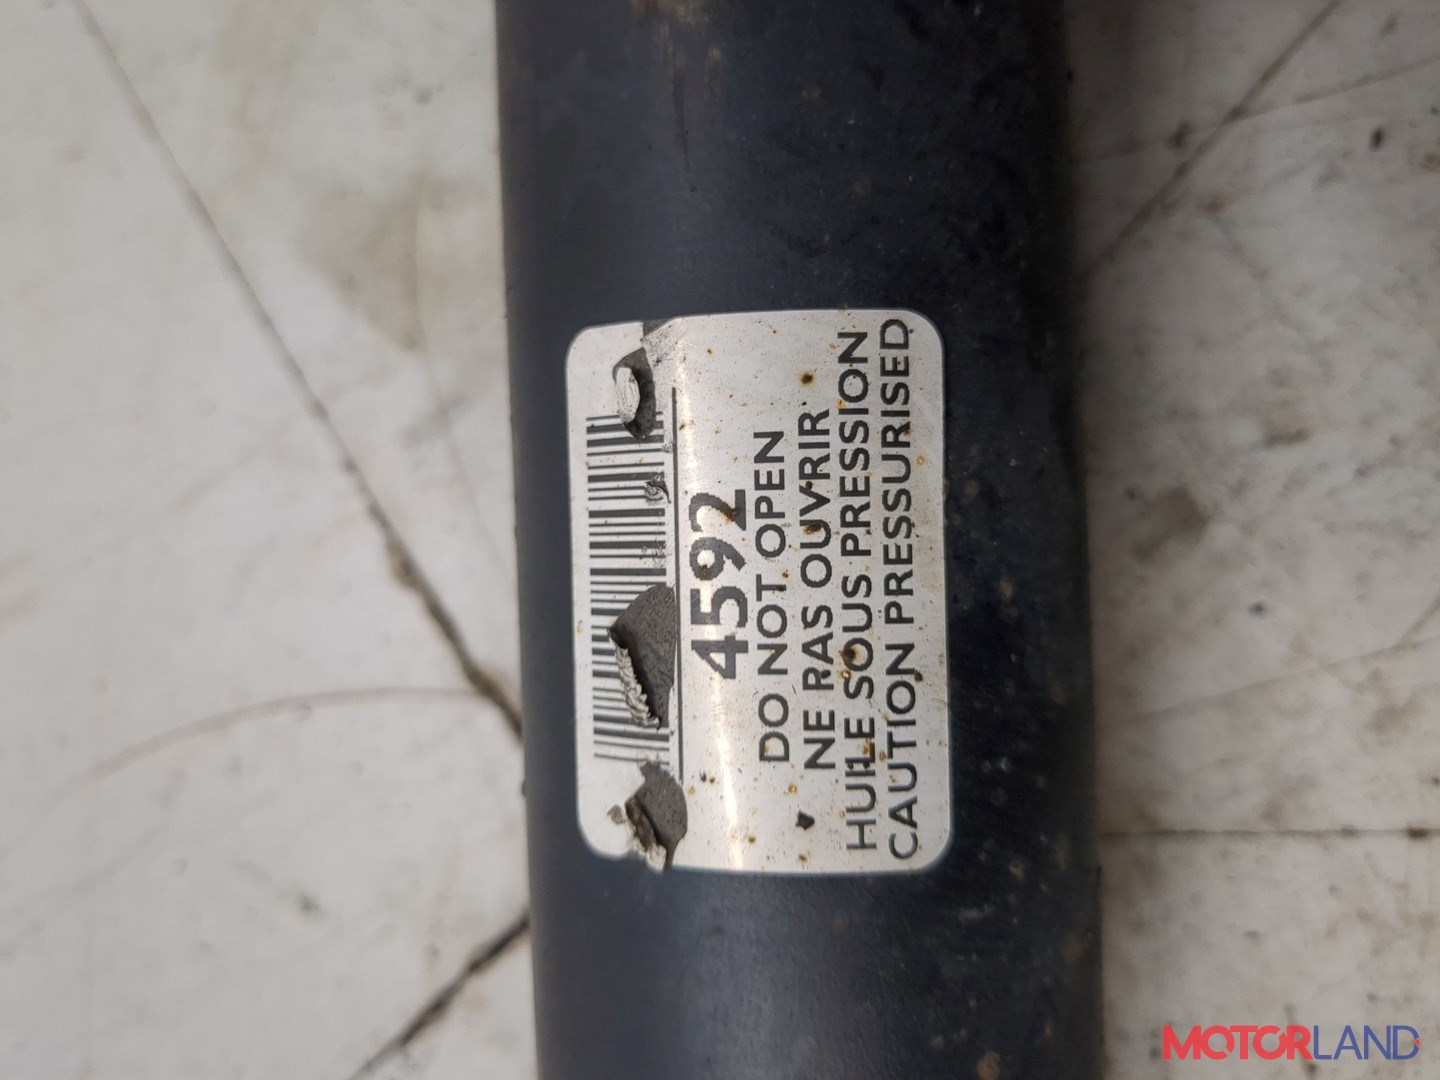 4592
DO NOT OPEN
NE RAS OUVRIR
HUILE SOUS PRESSION
CAUTION PRESSURISED
MOTORLAND